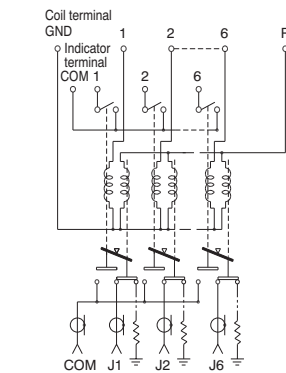 Coil terminal
GND 1 2 6 R
Indicator
terminal
COM 1 2 6
COM J1 J2 J6